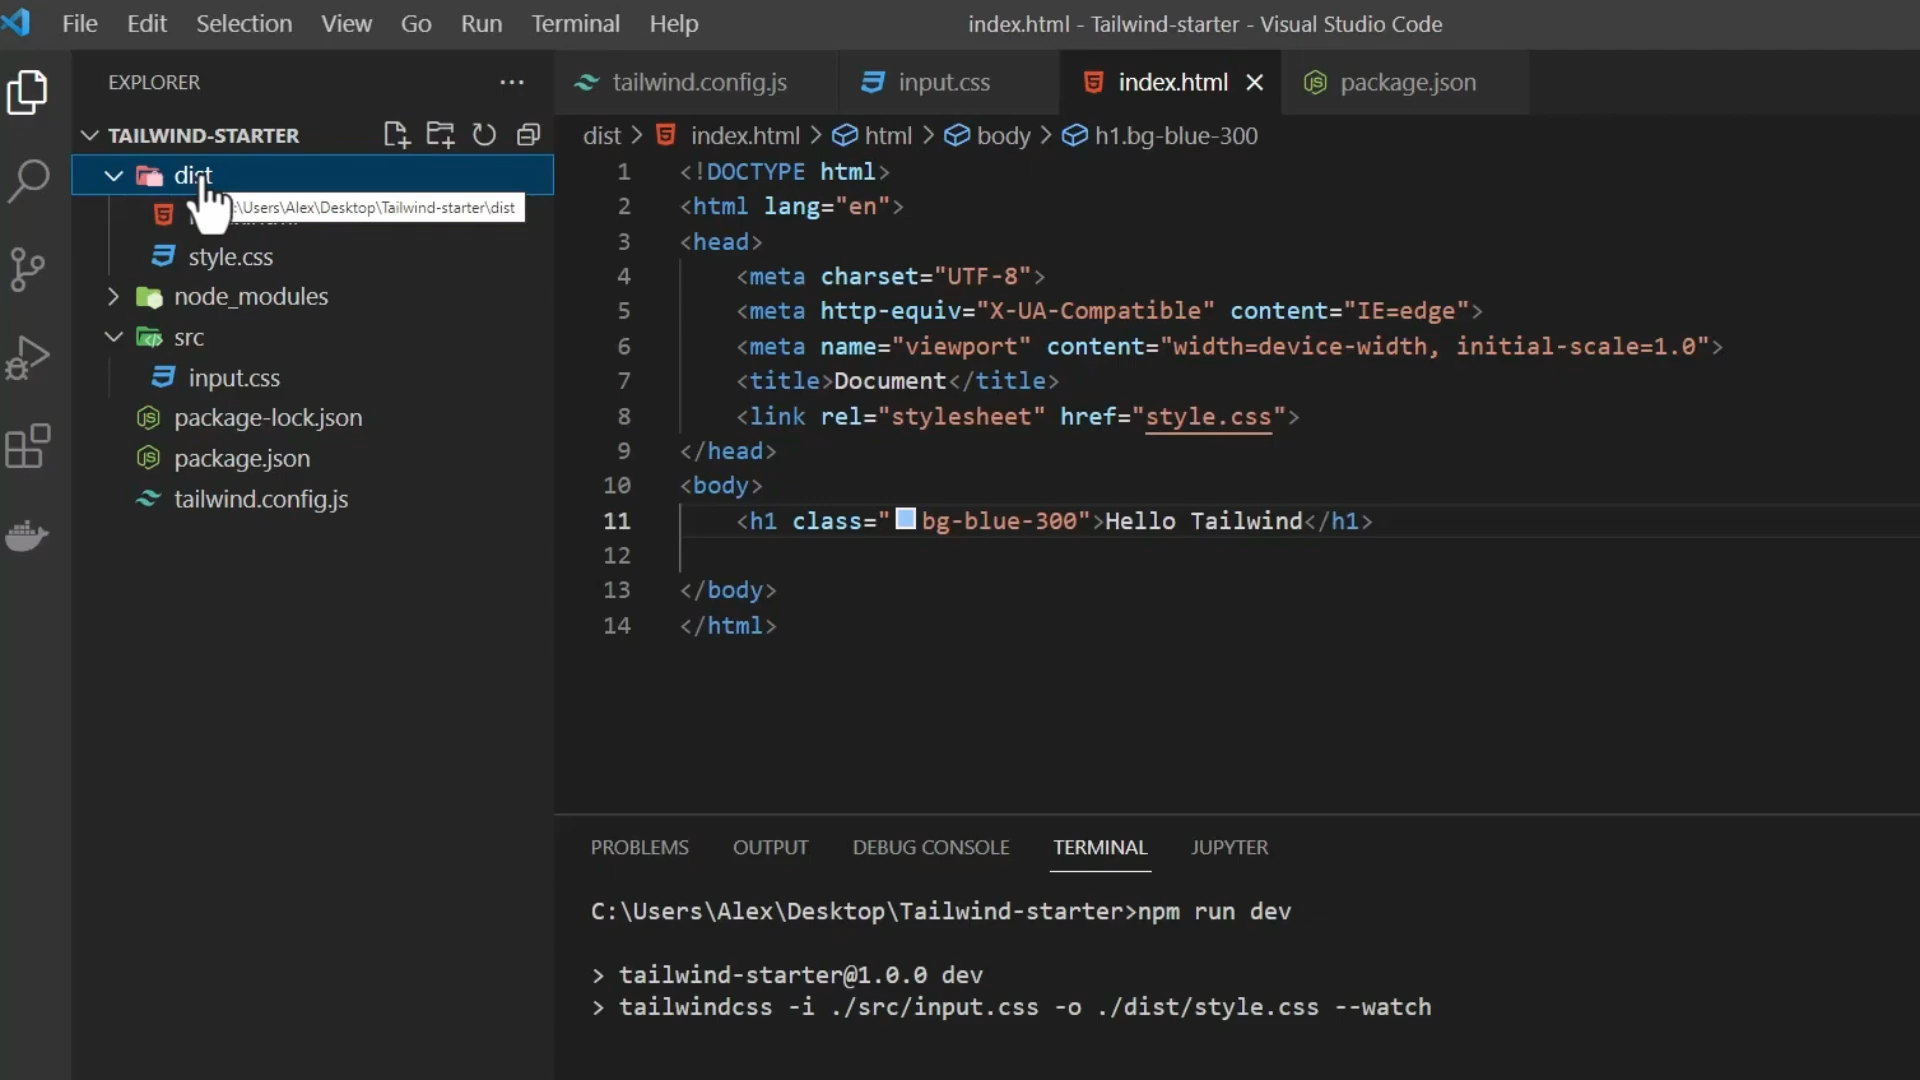 File Edit Selection View Go Run Terminal Help
index.html - Tailwind-starter - Visual Studio Code
EXPLORER
TAILWIND-STARTER
dist
:\Users\Alex\Desktop\Tailwind-starter\dist
style.css
node_modules
src
input.css
package-lock.json
package.json
tailwind.config.js
tailwind.config.js input.css index.html package.json
dist > index.html > html > body > h1.bg-blue-300
1 <!DOCTYPE html>
2 <html lang="en">
3 <head>
4 <meta charset="UTF-8">
5 <meta http-equiv="X-UA-Compatible" content="IE=edge">
6 <meta name="viewport" content="width=device-width, initial-scale=1.0">
7 <title>Document</title>
8 <link rel="stylesheet" href="style.css">
9 </head>
10 <body>
11 <h1 class="bg-blue-300">Hello Tailwind</h1>
12
13 </body>
14 </html>
PROBLEMS OUTPUT DEBUG CONSOLE TERMINAL JUPYTER
C:\Users\Alex\Desktop\Tailwind-starter>npm run dev
> tailwind-starter@1.0.0 dev
> tailwindcss -i ./src/input.css -o ./dist/style.css --watch